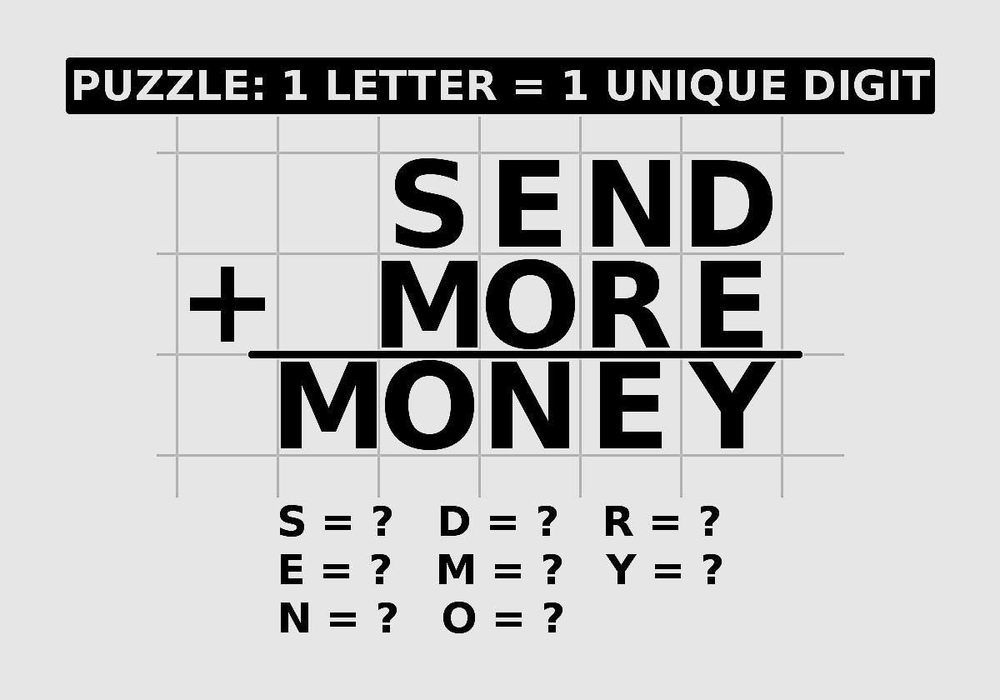 PUZZLE: 1 LETTER = 1 UNIQUE DIGIT
SEND
+ MORE
MONEY
S = ? D = ? R = ?
E = ? M = ? Y = ?
N = ? O = ?